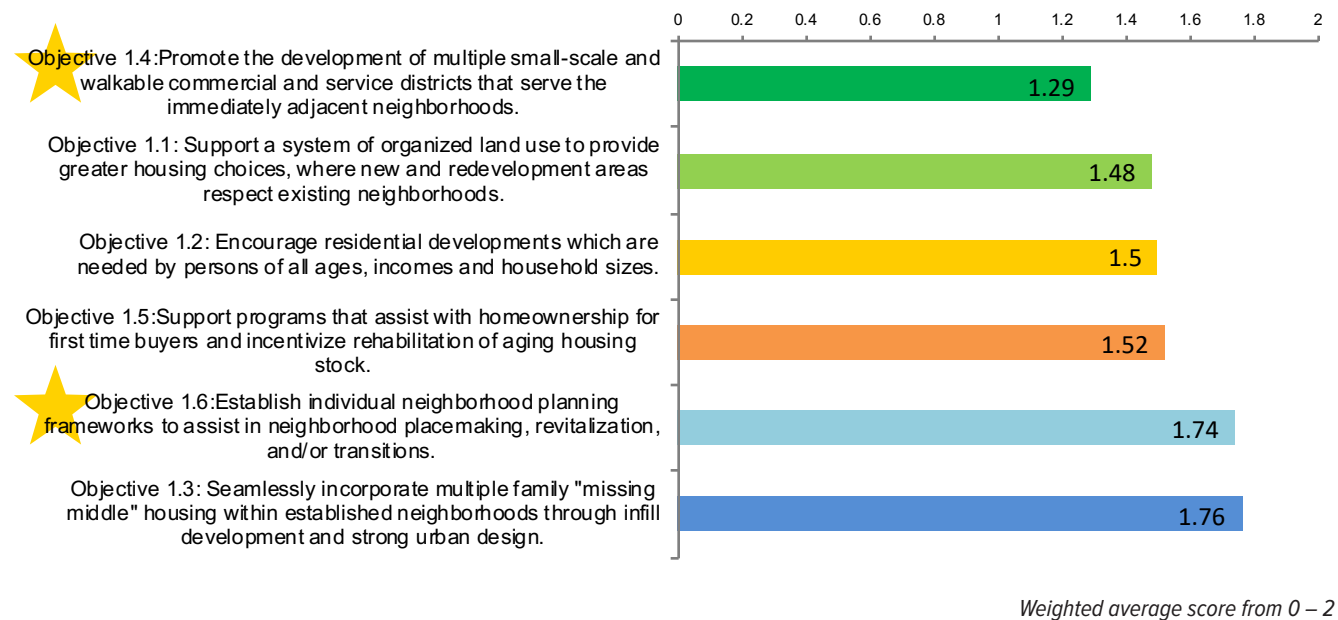 0 0.2 0.4 0.6 0.8 1 1.2 1.4 1.6 1.8 2
Objective 1.4:Promote the development of multiple small-scale and
walkable commercial and service districts that serve the
immediately adjacent neighborhoods.
1.29
Objective 1.1: Support a system of organized land use to provide
greater housing choices, where new and redevelopment areas
respect existing neighborhoods.
1.48
Objective 1.2: Encourage residential developments which are
needed by persons of all ages, incomes and household sizes.
1.5
Objective 1.5:Support programs that assist with homeownership for
first time buyers and incentivize rehabilitation of aging housing
stock.
1.52
Objective 1.6:Establish individual neighborhood planning
frameworks to assist in neighborhood placemaking, revitalization,
and/or transitions.
1.74
Objective 1.3: Seamlessly incorporate multiple family "missing
middle" housing within established neighborhoods through infill
development and strong urban design.
1.76
Weighted average score from 0 – 2